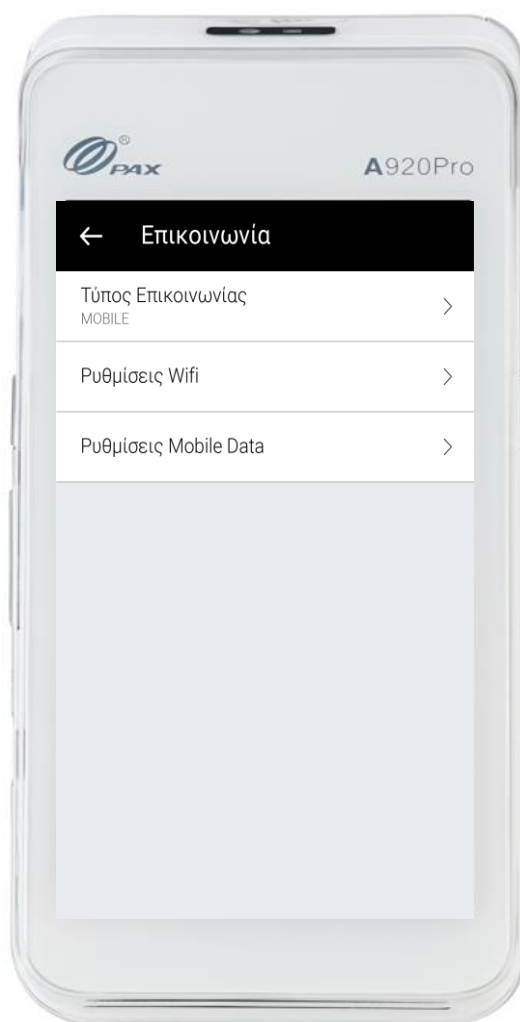 PAX®
A920Pro
Επικοινωνία
Τύπος Επικοινωνίας
MOBILE
Ρυθμίσεις Wifi
Ρυθμίσεις Mobile Data